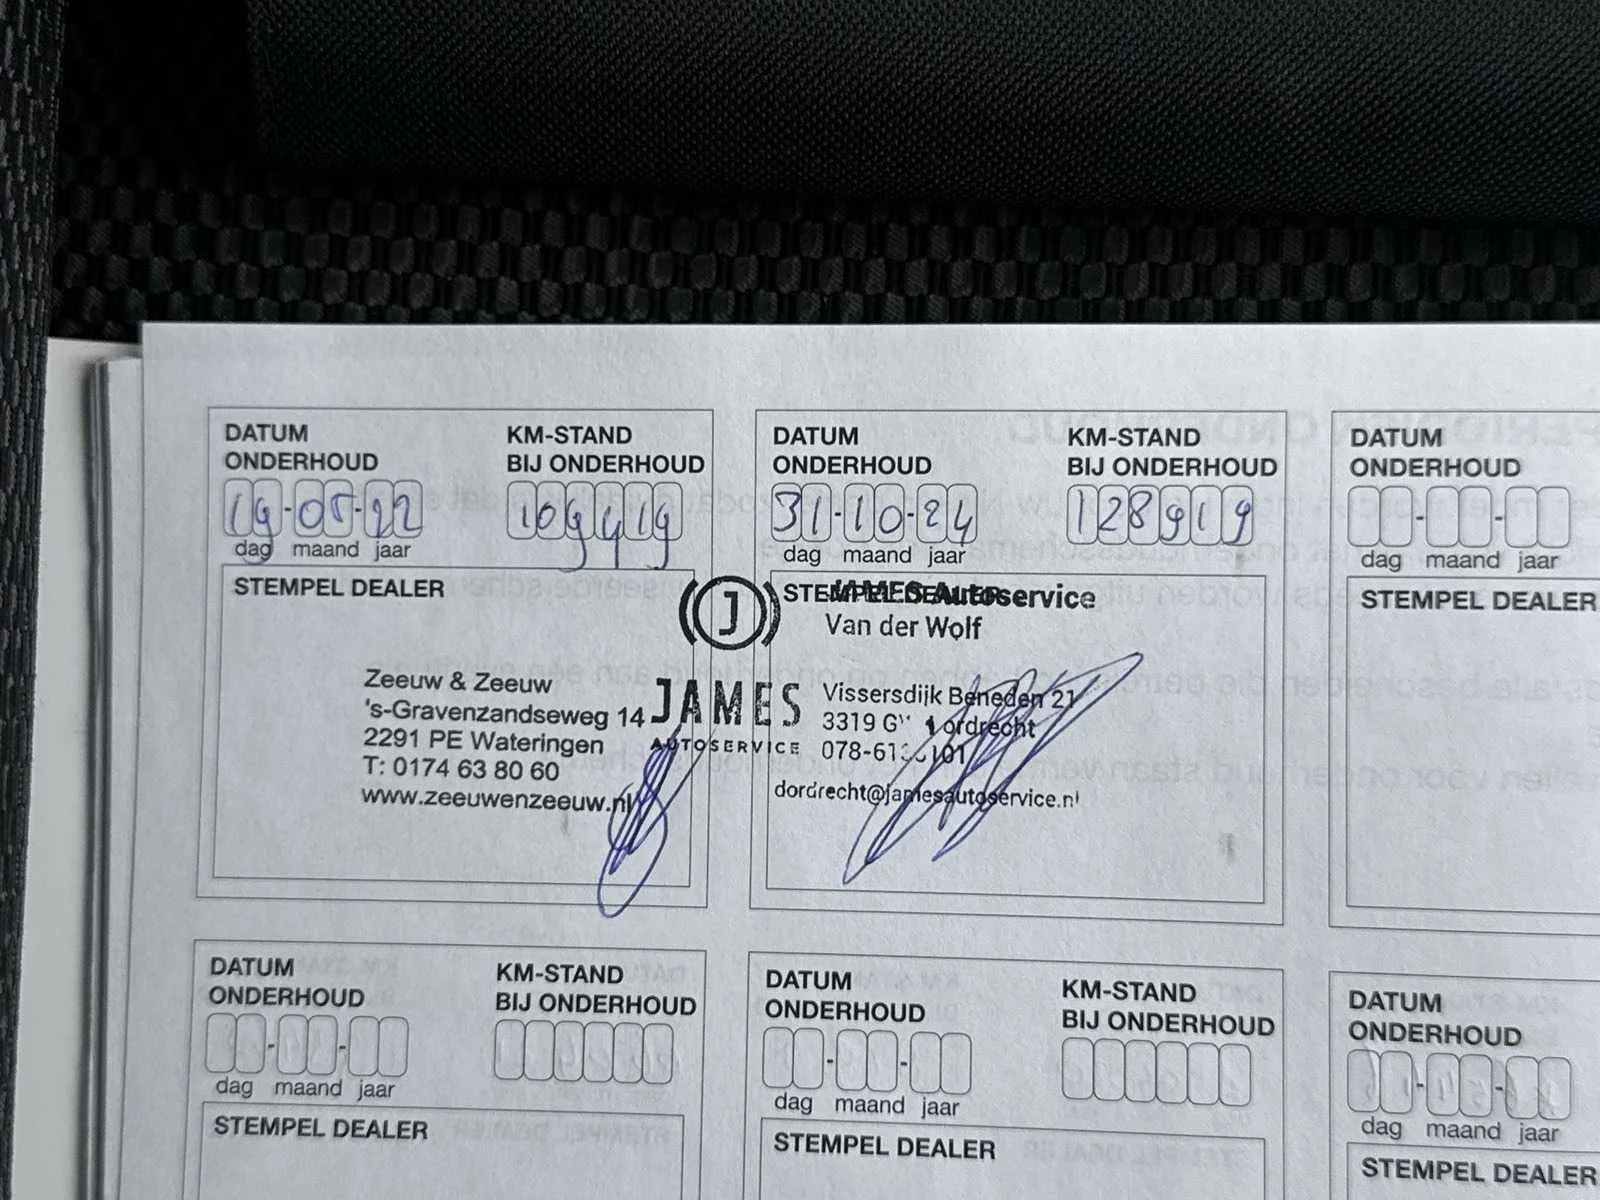 DATUM ONDERHOUD
KM-STAND BIJ ONDERHOUD
19-05-22
109419
dag maand jaar
STEMPEL DEALER
Zeeuw & Zeeuw
's-Gravenzandseweg 14
2291 PE Wateringen
T: 0174 63 80 60
www.zeeuwenzeeuw.nl
DATUM ONDERHOUD
KM-STAND BIJ ONDERHOUD
31-10-24
128919
dag maand jaar
STEMPEL DEALER
J
JAMES
AUTOSERVICE
JAMES Autoservice
Van der Wolf
Vissersdijk Beneden 21
3319 Dordrecht
dordrecht@jamesautoservice.nl
DATUM
ONDERHOUD
dag maand jaar
STEMPEL DEALER
DATUM ONDERHOUD
KM-STAND BIJ ONDERHOUD
dag maand jaar
STEMPEL DEALER
DATUM ONDERHOUD
KM-STAND BIJ ONDERHOUD
dag maand jaar
STEMPEL DEALER
DATUM
ONDERHOUD
dag maand jaar
STEMPEL DEALER